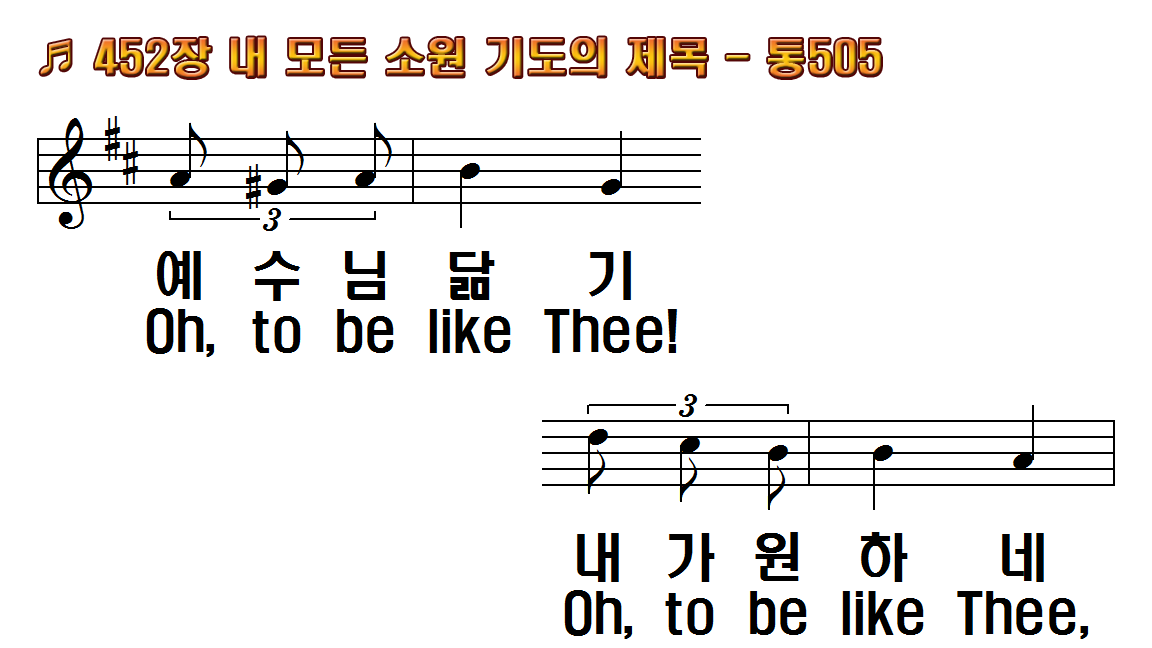 ♬ 452장 내 모든 소원 기도의 제목 - 통505
3
예 수 님 닮 기
Oh, to be like Thee!
3
내 가 원 하 네
Oh, to be like Thee,